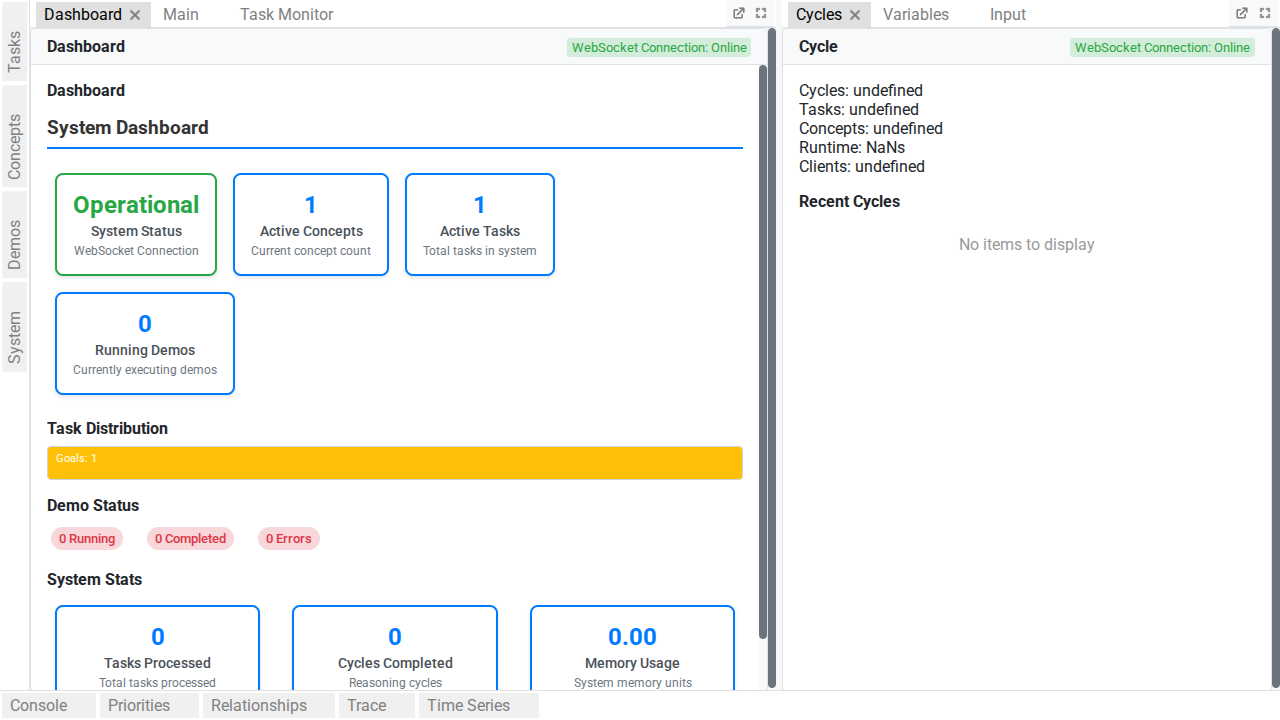 Tasks
Concepts
Demos
System
Dashboard Main Task Monitor
Dashboard WebSocket Connection: Online
Dashboard
System Dashboard
Operational
System Status
WebSocket Connection
1
Active Concepts
Current concept count
1
Active Tasks
Total tasks in system
0
Running Demos
Currently executing demos
Task Distribution
Goals: 1
Demo Status
0 Running 0 Completed 0 Errors
System Stats
0
Tasks Processed
Total tasks processed
0
Cycles Completed
Reasoning cycles
0.00
Memory Usage
System memory units
Cycles Variables Input
Cycle WebSocket Connection: Online
Cycles: undefined
Tasks: undefined
Concepts: undefined
Runtime: NaNs
Clients: undefined
Recent Cycles
No items to display
Console Priorities Relationships Trace Time Series